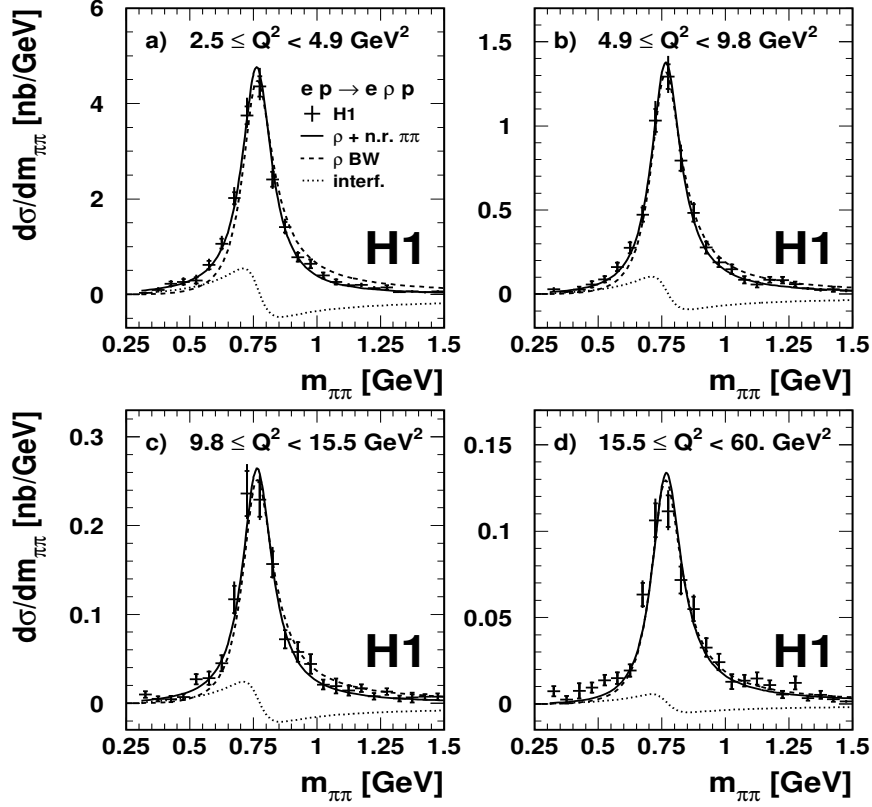 dσ/dm_ππ [nb/GeV]
a) 2.5 ≤ Q² < 4.9 GeV²
e p → e ρ p
H1
ρ + n.r. ππ
ρ BW
interf.
H1
6
4
2
0
0.25 0.5 0.75 1 1.25 1.5
m_ππ [GeV]
b) 4.9 ≤ Q² < 9.8 GeV²
H1
1.5
1
0.5
0
0.25 0.5 0.75 1 1.25 1.5
m_ππ [GeV]
dσ/dm_ππ [nb/GeV]
c) 9.8 ≤ Q² < 15.5 GeV²
H1
0.3
0.2
0.1
0
0.25 0.5 0.75 1 1.25 1.5
m_ππ [GeV]
d) 15.5 ≤ Q² < 60. GeV²
H1
0.15
0.1
0.05
0
0.25 0.5 0.75 1 1.25 1.5
m_ππ [GeV]